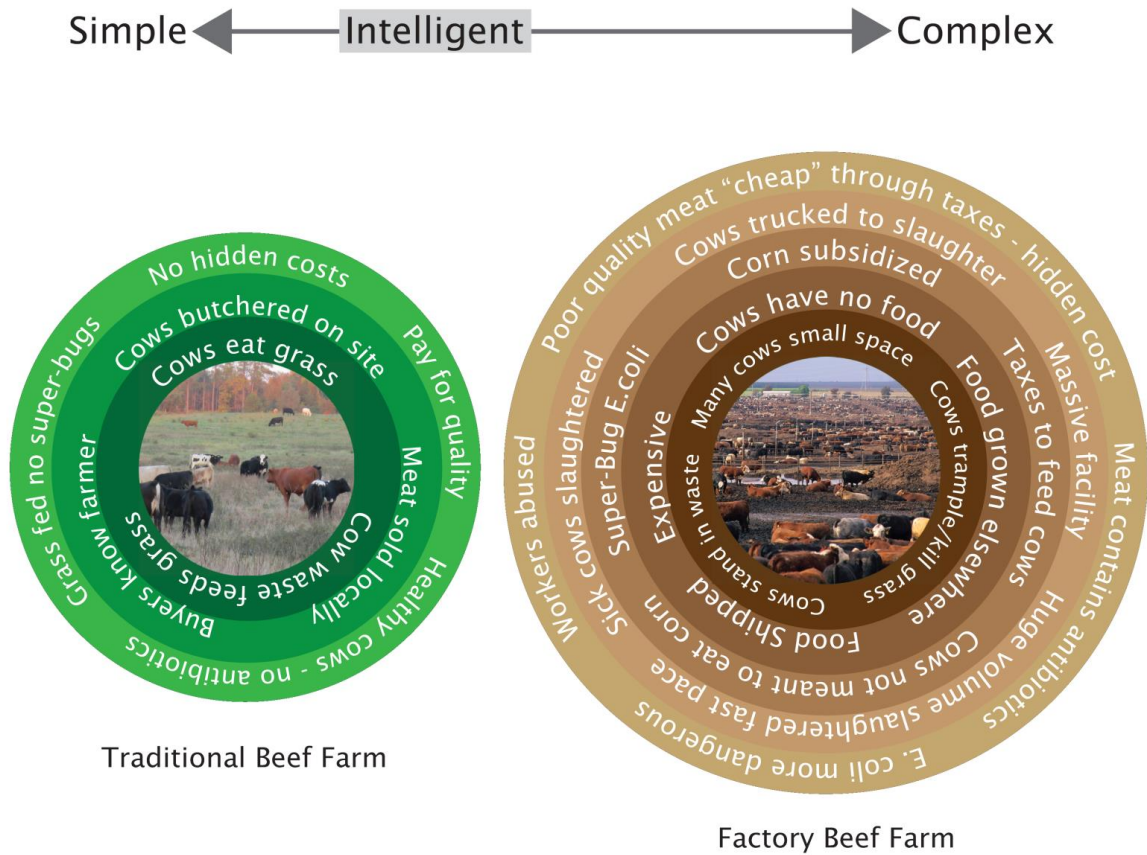 Simple Intelligent Complex
No hidden costs
Pay for quality
Healthy cows - no antibiotics
Grass fed no super-bugs
Cows butchered on site
Meat sold locally
Buyers know farmer
Cows eat grass
Cow waste feeds grass
Traditional Beef Farm
Poor quality meat “cheap” through taxes - hidden cost
Meat contains antibiotics
E. coli more dangerous
Workers abused
Cows trucked to slaughter
Massive facility
Huge volume slaughtered fast pace
Sick cows slaughtered
Corn subsidized
Taxes to feed cows
Cows not meant to eat corn
Super-Bug E.coli
Cows have no food
Food grown elsewhere
Food Shipped
Expensive
Many cows small space
Cows trample/kill grass
Cows stand in waste
Factory Beef Farm